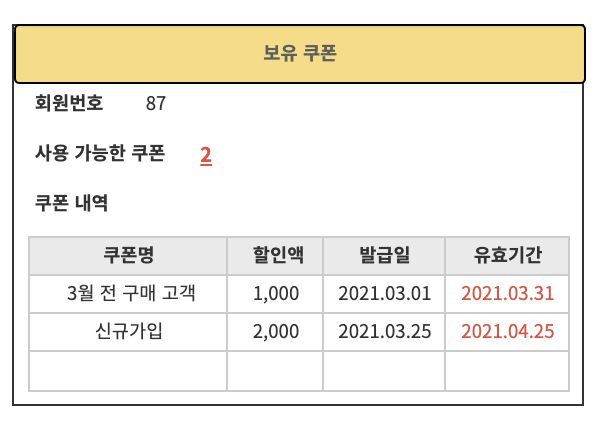 보유 쿠폰
회원번호 87
사용 가능한 쿠폰 2
쿠폰 내역
쿠폰명 할인액 발급일 유효기간
3월 전 구매 고객 1,000 2021.03.01 2021.03.31
신규가입 2,000 2021.03.25 2021.04.25